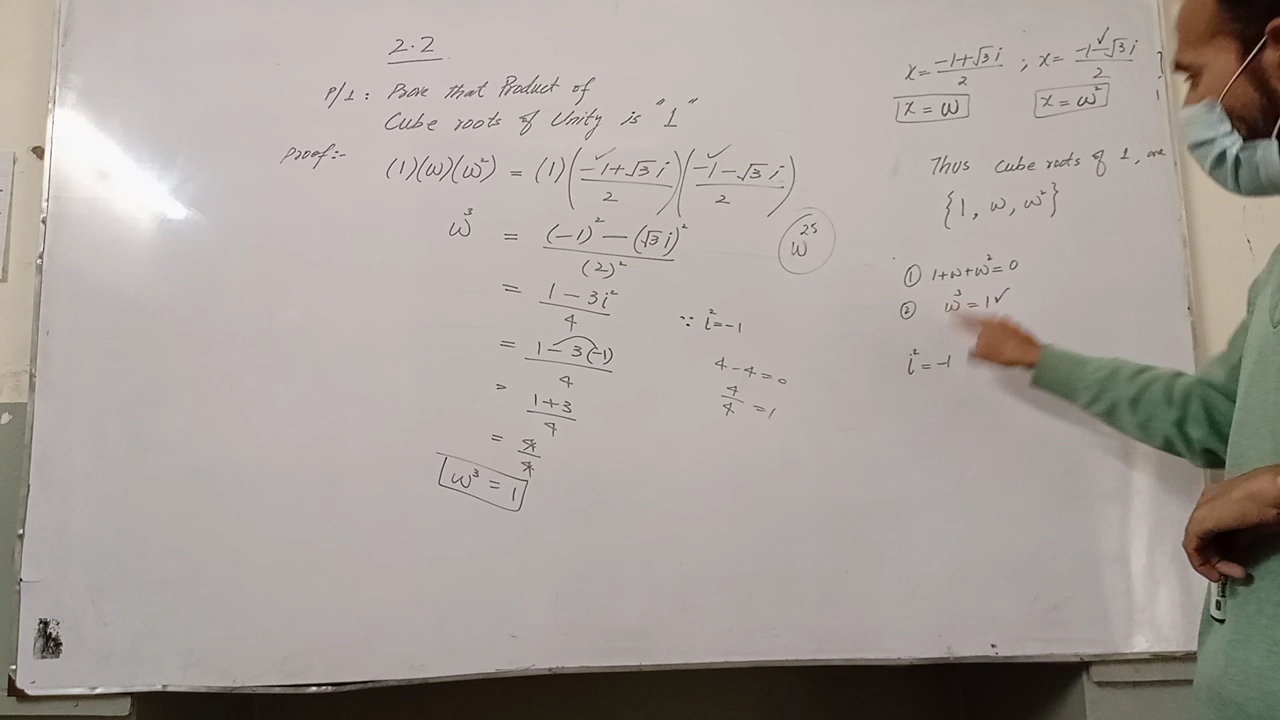 2.2
P/1: Prove that Product of
Cube roots of Unity is "1"
Proof:-
(1)(ω)(ω²) = (1)((-1+√3 i)/2)((-1-√3 i)/2)
ω³ = ((-1)² - (√3 i)²)/(2)²
= (1 - 3i²)/4
∵ i² = -1
= (1 - 3(-1))/4
= (1+3)/4
= 4/4
ω³ = 1
4-4=0
4/4 = 1
ω²⁵
x = (-1+√3 i)/2 ; x = (-1-√3 i)/2
x = ω
x = ω²
Thus cube roots of 1, are
{1, ω, ω²}
① 1+ω+ω²=0
② ω³ = 1 ✓
i² = -1